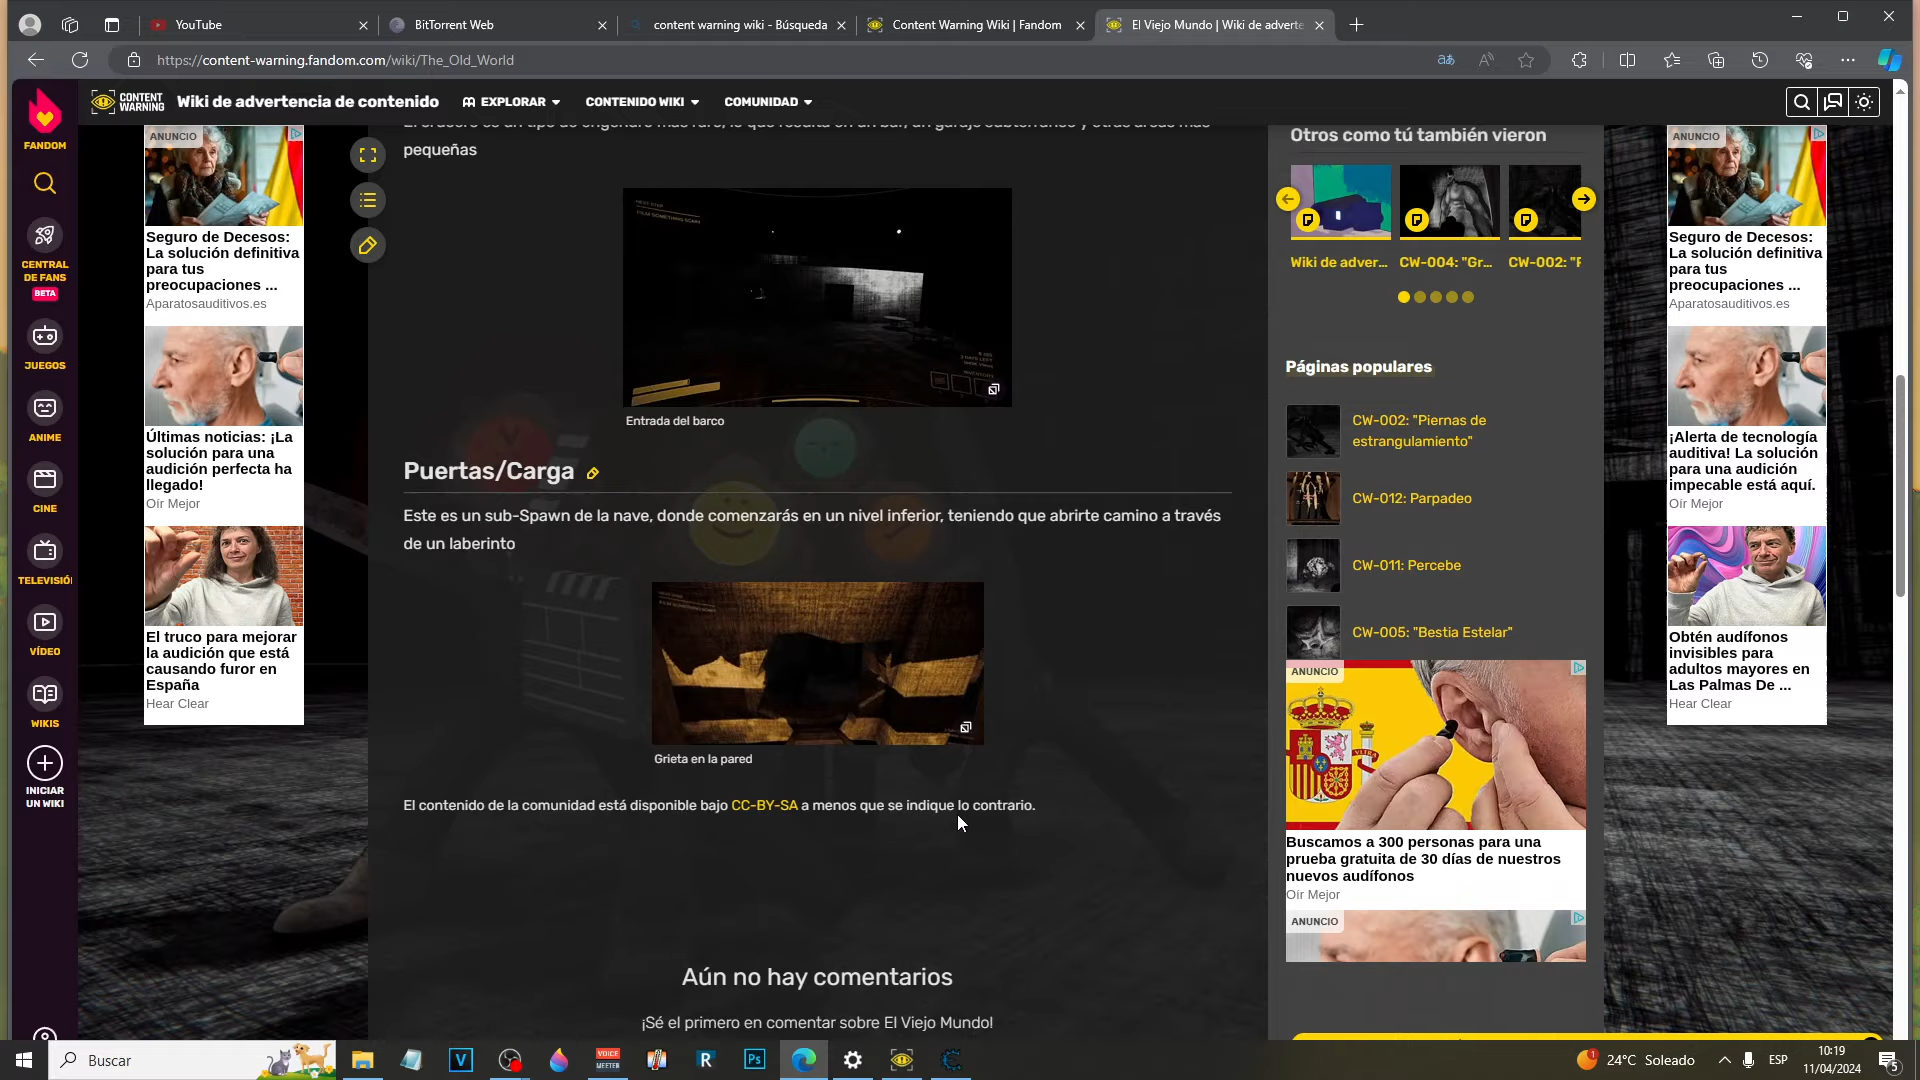 YouTube
BitTorrent Web
content warning wiki - Búsqueda
Content Warning Wiki | Fandom
El Viejo Mundo | Wiki de adverte
https://content-warning.fandom.com/wiki/The_Old_World
CONTENT
WARNING
Wiki de advertencia de contenido
EXPLORAR
CONTENIDO WIKI
COMUNIDAD
FANDOM
CENTRAL
DE FANS
BETA
JUEGOS
ANIME
CINE
TELEVISIÓ
VÍDEO
WIKIS
INICIAR
UN WIKI
ANUNCIO
Seguro de Decesos:
La solución definitiva
para tus
preocupaciones ...
Aparatosauditivos.es
Últimas noticias: ¡La
solución para una
audición perfecta ha
llegado!
Oír Mejor
El truco para mejorar
la audición que está
causando furor en
España
Hear Clear
pequeñas
NEXT STEP
FILM SOMETHING SCARY
Entrada del barco
Puertas/Carga
Este es un sub-Spawn de la nave, donde comenzarás en un nivel inferior, teniendo que abrirte camino a través
de un laberinto
Grieta en la pared
El contenido de la comunidad está disponible bajo CC-BY-SA a menos que se indique lo contrario.
Aún no hay comentarios
¡Sé el primero en comentar sobre El Viejo Mundo!
Otros como tú también vieron
Wiki de adver...
CW-004: "Gr...
CW-002: "F
Páginas populares
CW-002: "Piernas de
estrangulamiento"
CW-012: Parpadeo
CW-011: Percebe
CW-005: "Bestia Estelar"
ANUNCIO
Buscamos a 300 personas para una
prueba gratuita de 30 días de nuestros
nuevos audífonos
Oír Mejor
ANUNCIO
ANUNCIO
Seguro de Decesos:
La solución definitiva
para tus
preocupaciones ...
Aparatosauditivos.es
¡Alerta de tecnología
auditiva! La solución
para una audición
impecable está aquí.
Oír Mejor
Obtén audífonos
invisibles para
adultos mayores en
Las Palmas De ...
Hear Clear
Buscar
VOICE
MEETER
Ps
24°C Soleado
ESP
10:19
11/04/2024
5